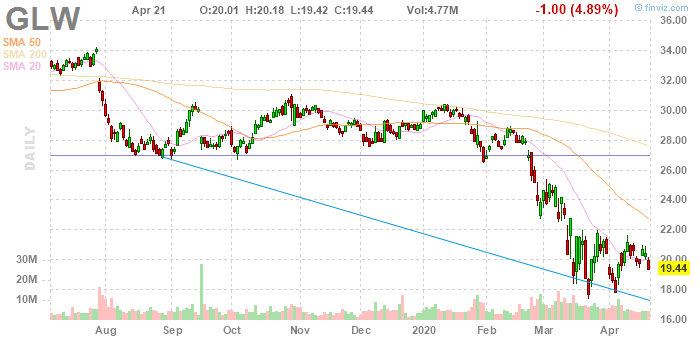 GLW
Apr 21 O:20.01 H:20.18 L:19.42 C:19.44 Vol:4.77M -1.00 (4.89%)
© finviz.com
SMA 50
SMA 200
SMA 20
DAILY
34.00
32.00
30.00
28.00
26.00
24.00
22.00
20.00
19.44
18.00
16.00
30M
20M
10M
Aug Sep Oct Nov Dec 2020 Feb Mar Apr